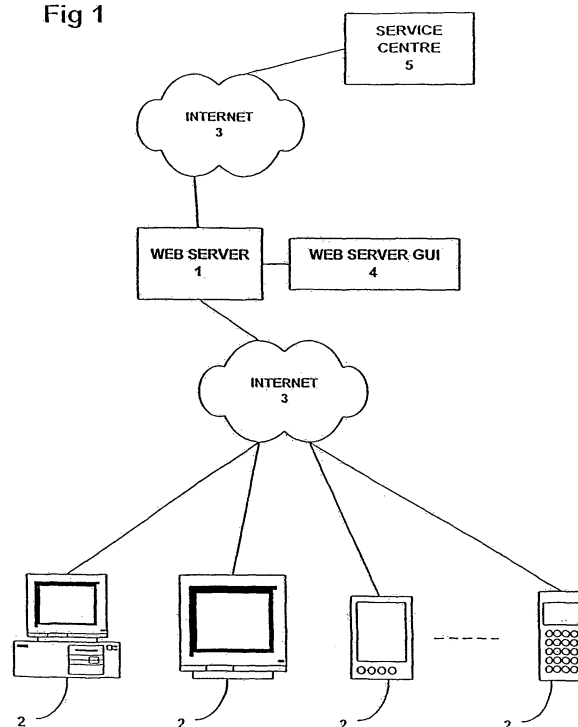 Fig 1
SERVICE
CENTRE
5
INTERNET
3
WEB SERVER
1
WEB SERVER GUI
4
INTERNET
3
2
2
2
2